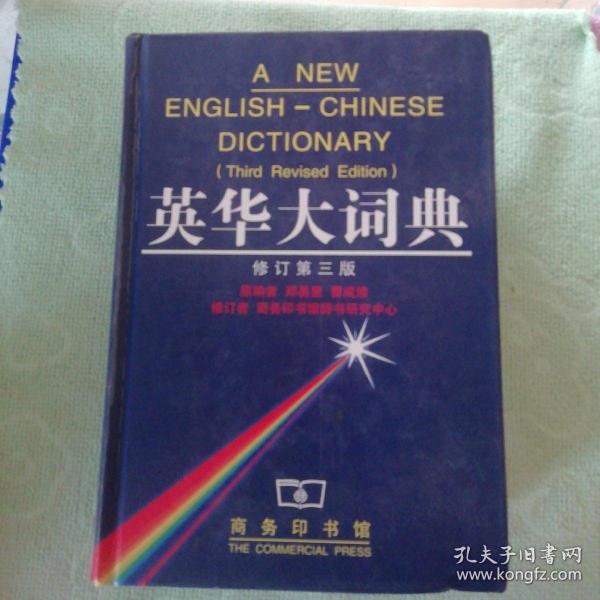 A NEW
ENGLISH – CHINESE
DICTIONARY
(Third Revised Edition)
英华大词典
修订第三版
原编者 郑易里 曹成修
修订者 商务印书馆辞书研究中心
商务印书馆
THE COMMERCIAL PRESS
孔夫子旧书网
www.kongfz.com